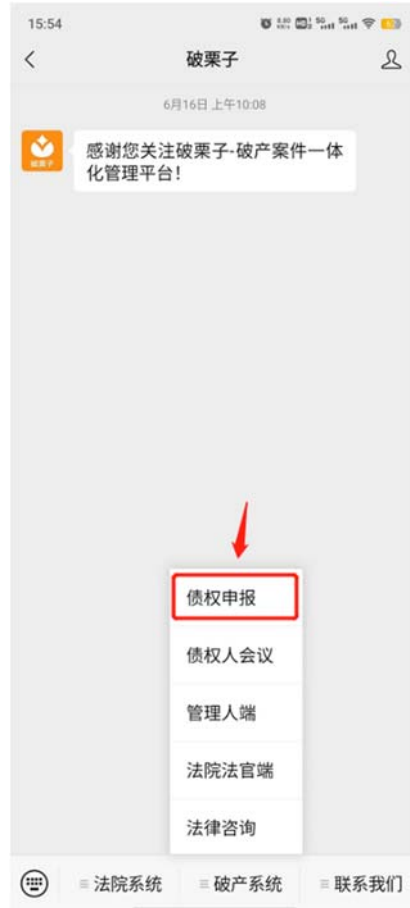 15:54
破栗子
6月16日 上午10:08
感谢您关注破栗子-破产案件一体
化管理平台！
债权申报
债权人会议
管理人端
法院法官端
法律咨询
法院系统
破产系统
联系我们